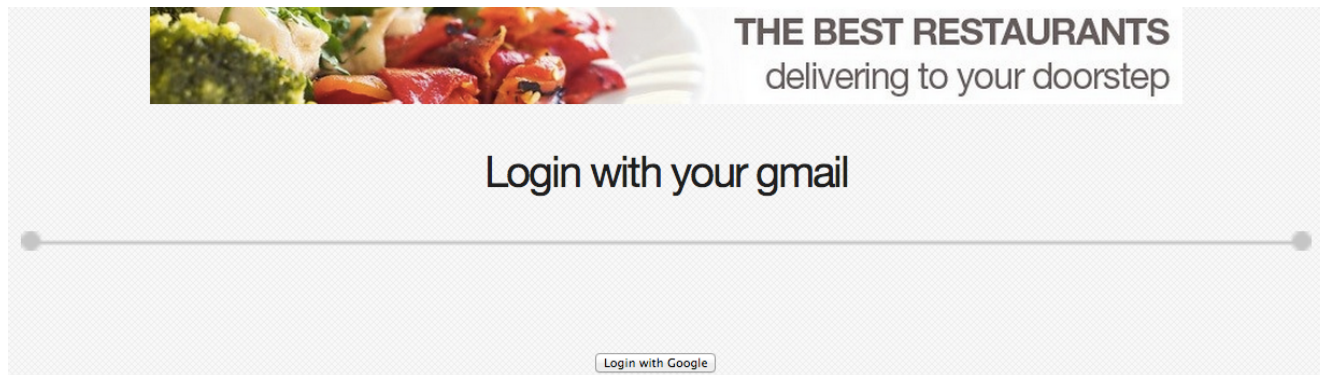 THE BEST RESTAURANTS
delivering to your doorstep
Login with your gmail
Login with Google